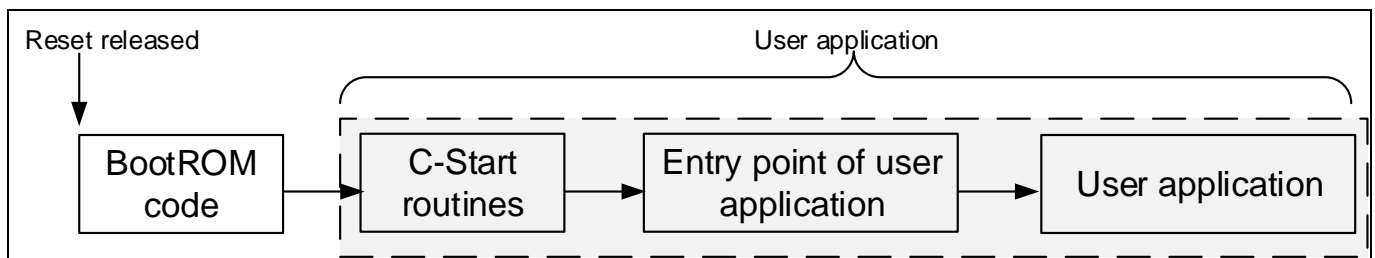 Reset released
User application
BootROM
code
C-Start
routines
Entry point of user
application
User application